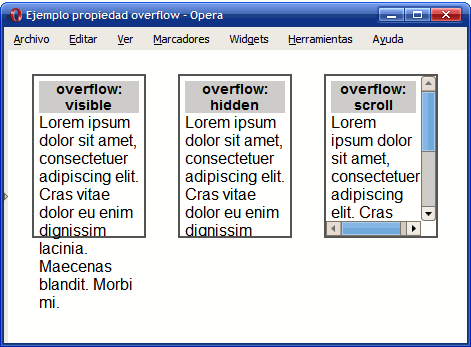 Ejemplo propiedad overflow - Opera
Archivo Editar Ver Marcadores Widgets Herramientas Ayuda
overflow:
visible
Lorem ipsum
dolor sit amet,
consectetuer
adipiscing elit.
Cras vitae
dolor eu enim
dignissim
lacinia.
Maecenas
blandit. Morbi
mi.
overflow:
hidden
Lorem ipsum
dolor sit amet,
consectetuer
adipiscing elit.
Cras vitae
dolor eu enim
dignissim
overflow:
scroll
Lorem
ipsum dolor
sit amet,
consectetuer
adipiscing
elit. Cras